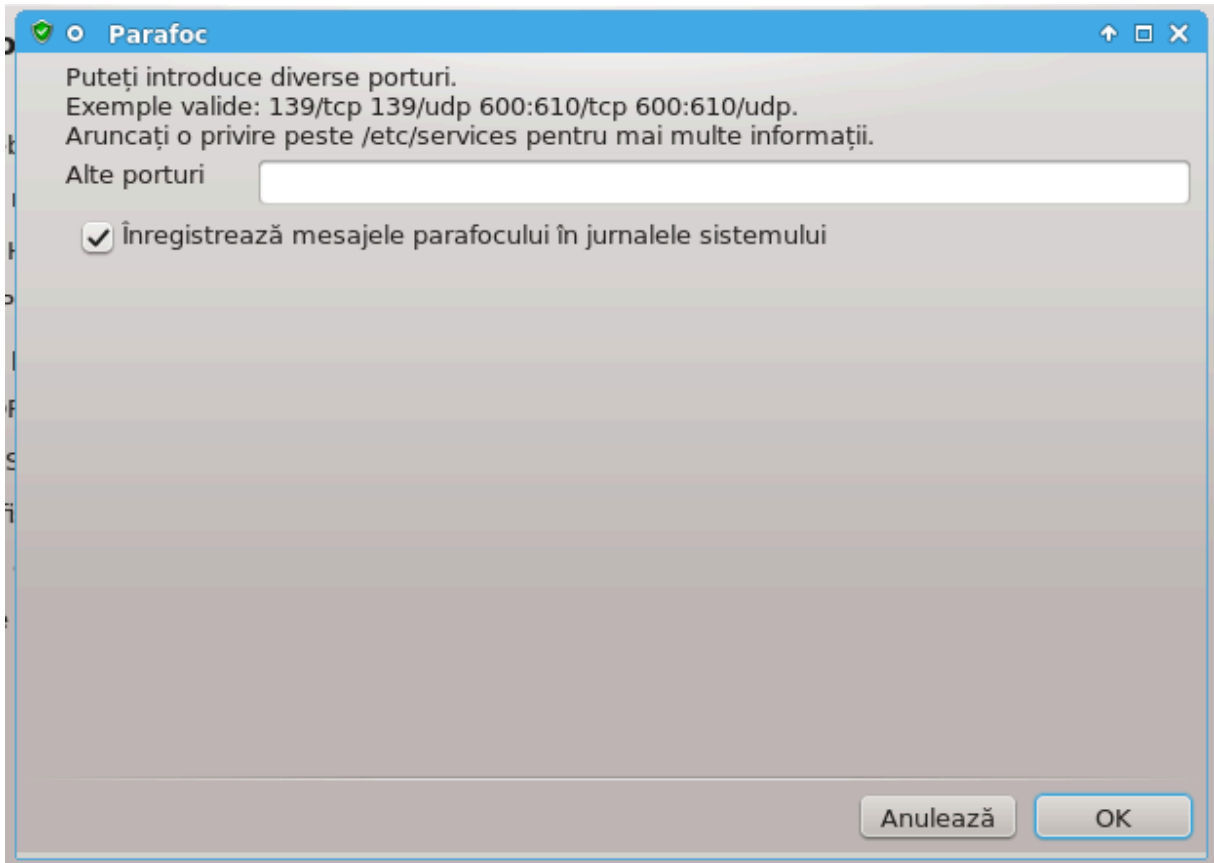 Parafoc
Puteți introduce diverse porturi.
Exemple valide: 139/tcp 139/udp 600:610/tcp 600:610/udp.
Aruncați o privire peste /etc/services pentru mai multe informații.
Alte porturi
Înregistrează mesajele parafocului în jurnalele sistemului
Anulează OK